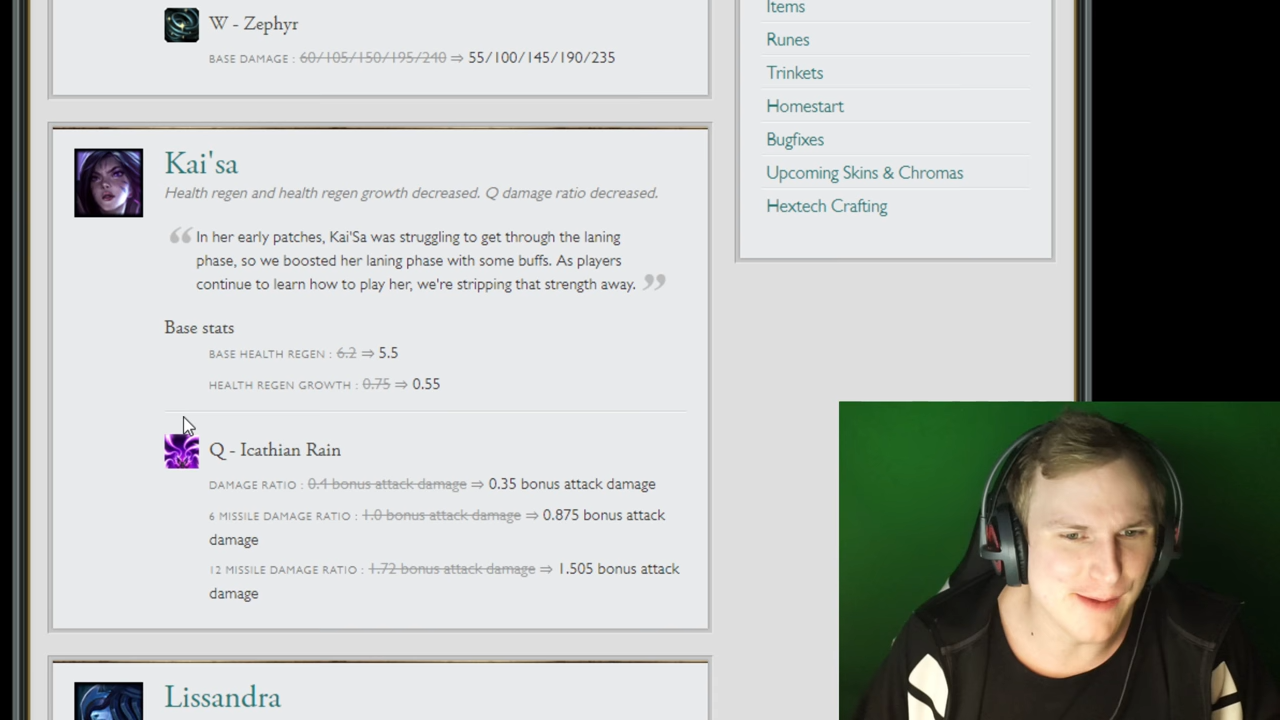 W - Zephyr
BASE DAMAGE : 60/105/150/195/240 ⇒ 55/100/145/190/235
Kai'sa
Health regen and health regen growth decreased. Q damage ratio decreased.
“ In her early patches, Kai'Sa was struggling to get through the laning
phase, so we boosted her laning phase with some buffs. As players
continue to learn how to play her, we're stripping that strength away. ”
Base stats
BASE HEALTH REGEN : 6.2 ⇒ 5.5
HEALTH REGEN GROWTH : 0.75 ⇒ 0.55
Q - Icathian Rain
DAMAGE RATIO : 0.4 bonus attack damage ⇒ 0.35 bonus attack damage
6 MISSILE DAMAGE RATIO : 1.0 bonus attack damage ⇒ 0.875 bonus attack
damage
12 MISSILE DAMAGE RATIO : 1.72 bonus attack damage ⇒ 1.505 bonus attack
damage
Lissandra
Items
Runes
Trinkets
Homestart
Bugfixes
Upcoming Skins & Chromas
Hextech Crafting